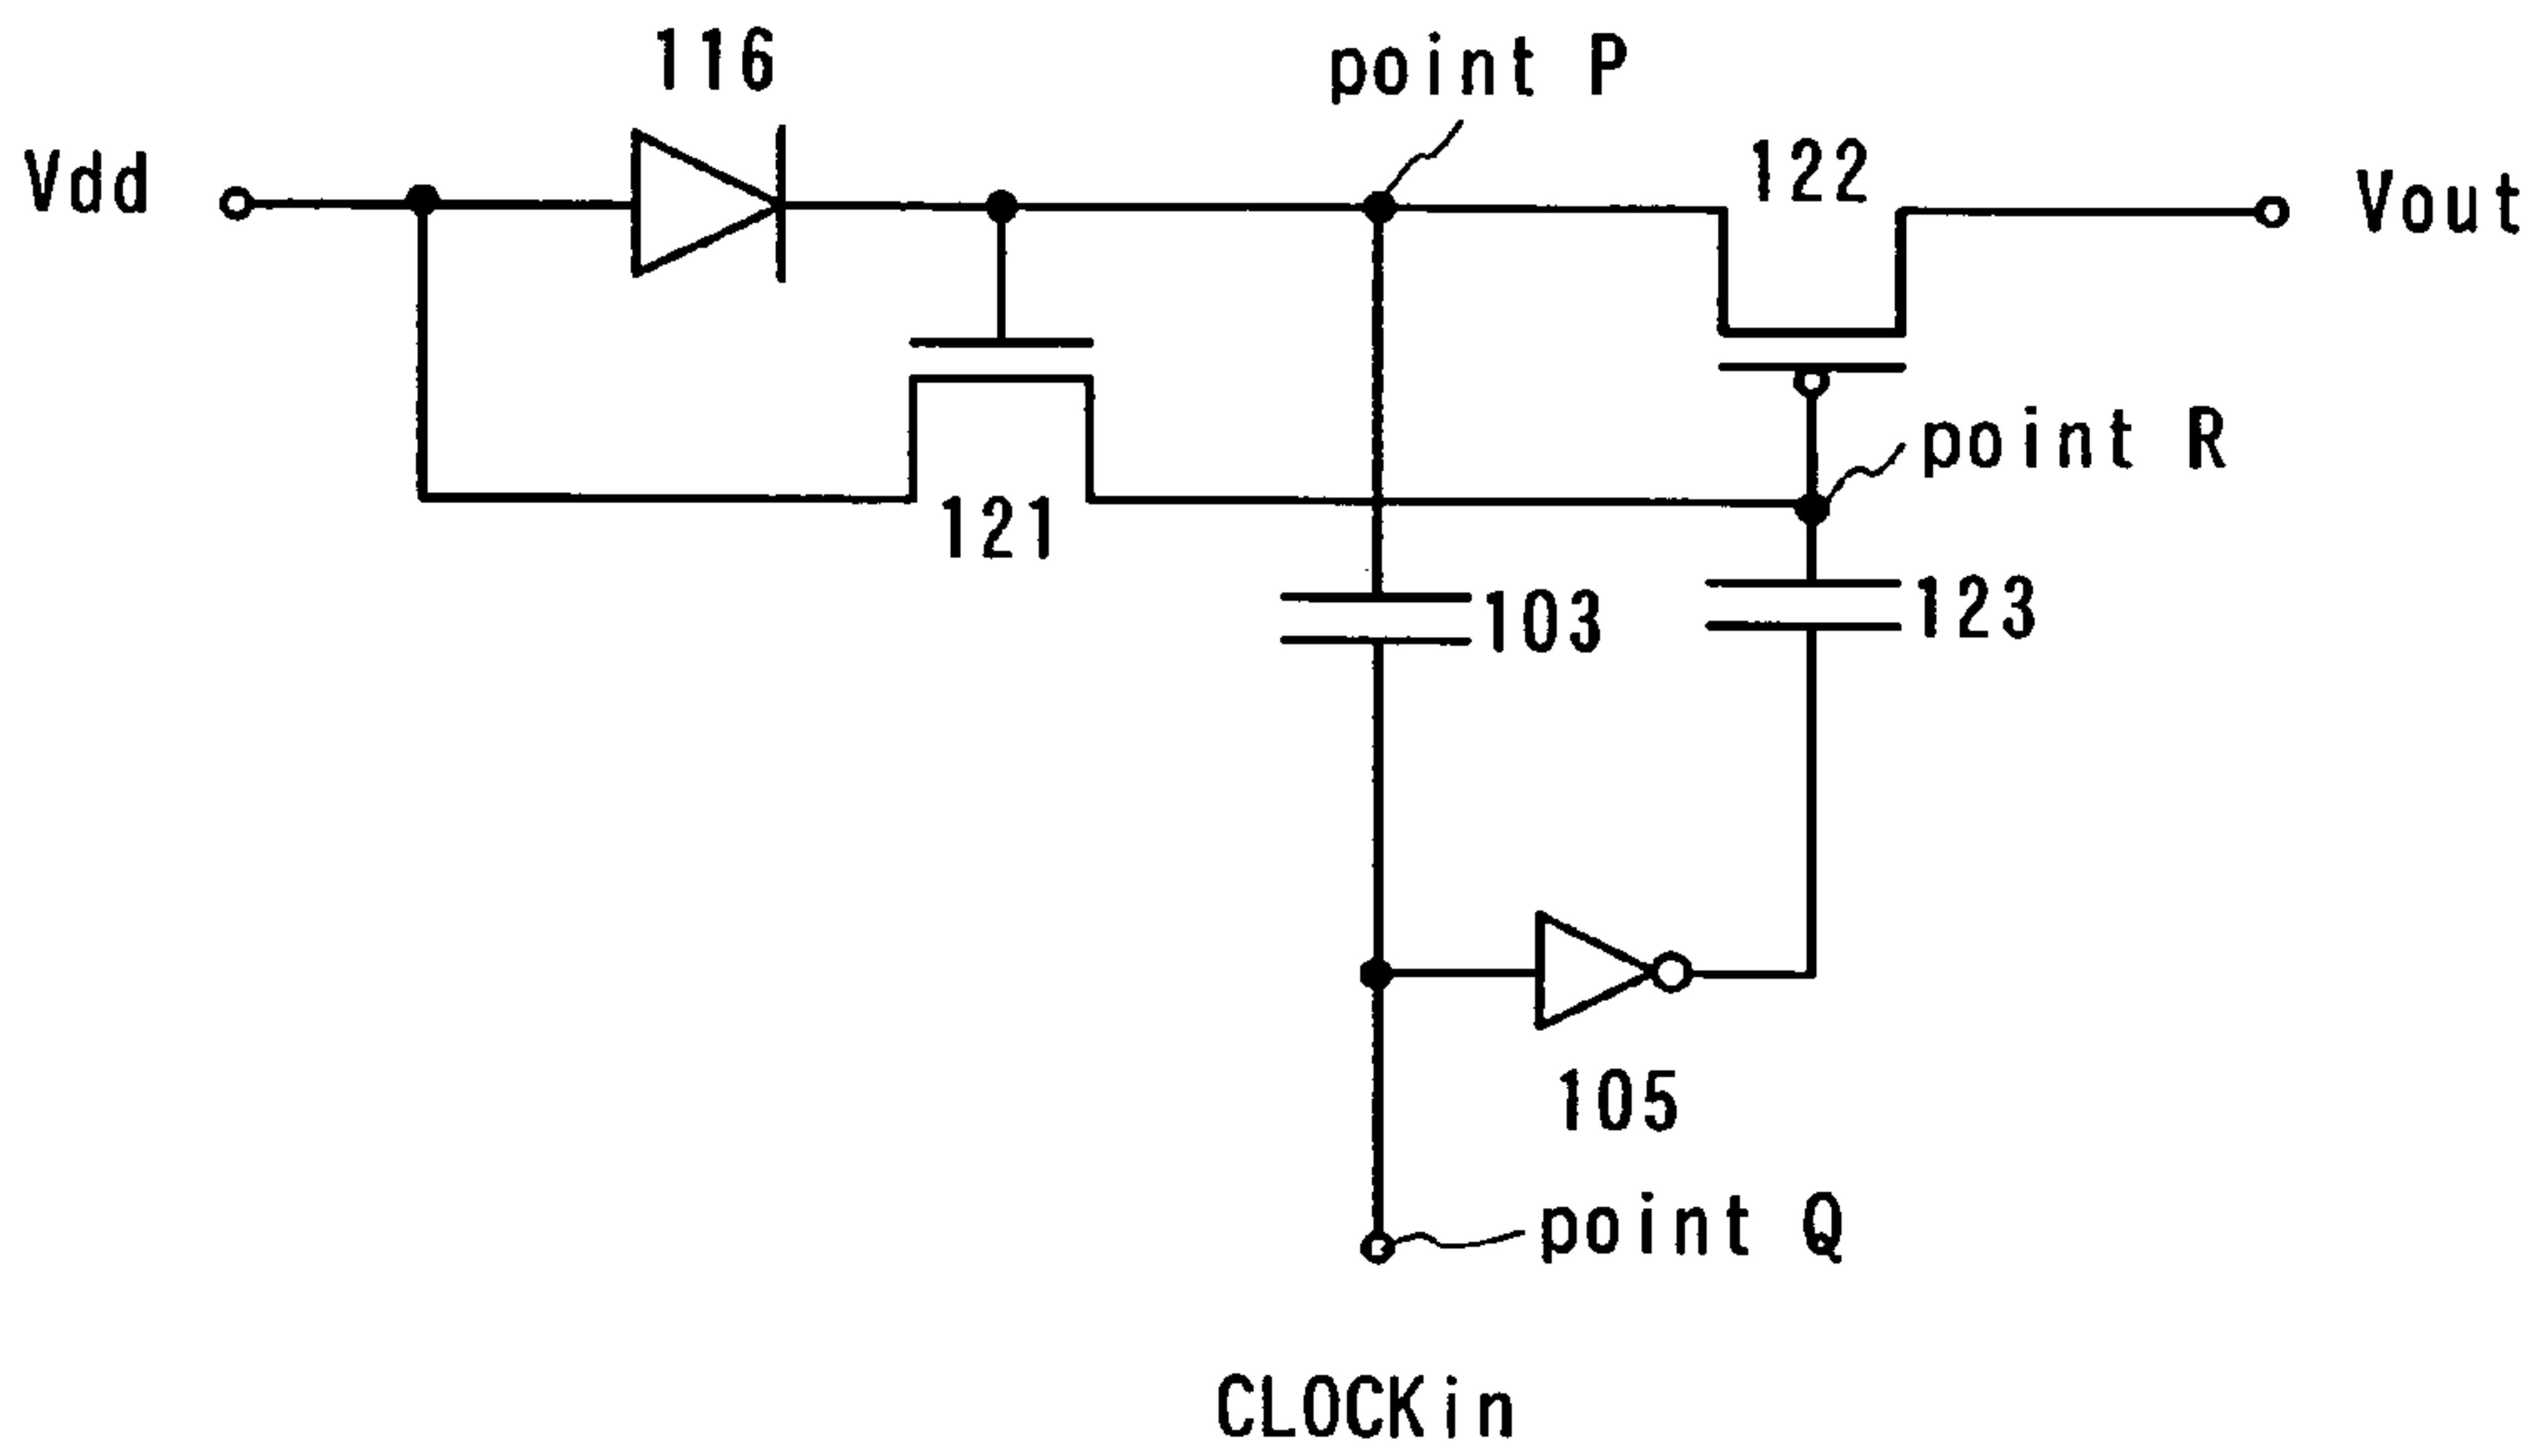 116
point P
Vdd
122
Vout
point R
121
103
123
105
point Q
CLOCKin